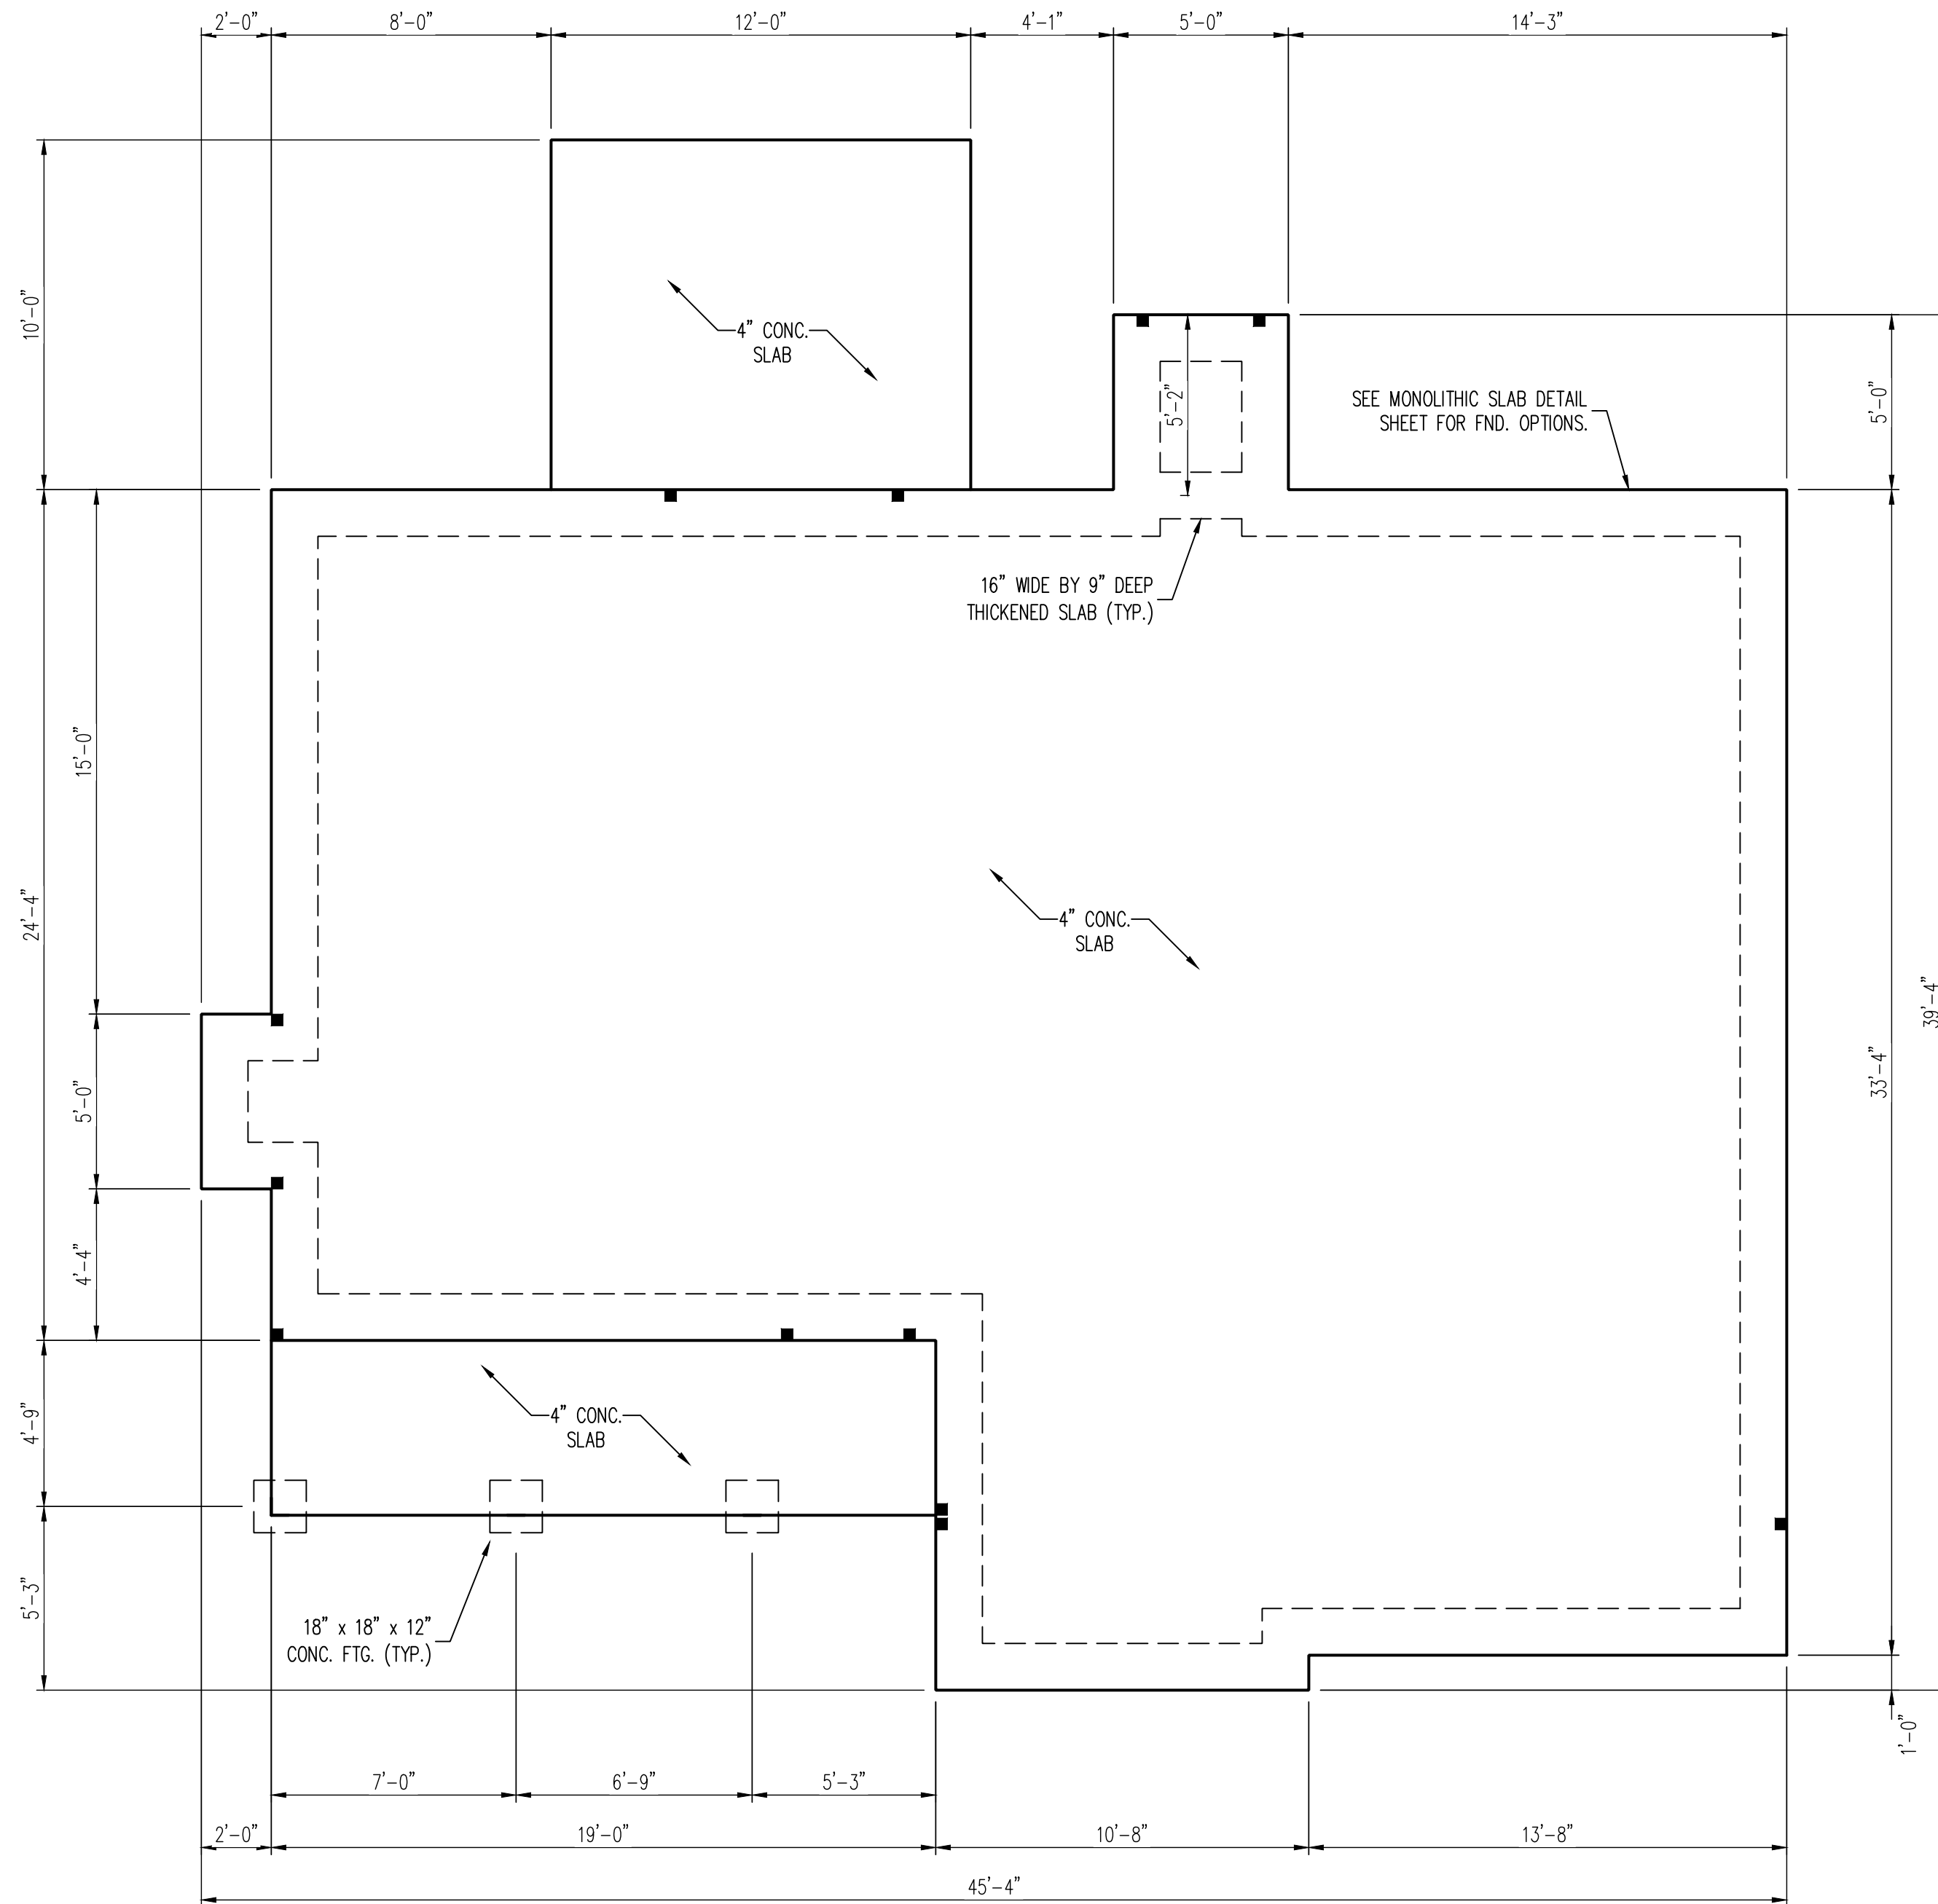 2'-0" 8'-0" 12'-0" 4'-1" 5'-0" 14'-3"
10'-0"
4" CONC.
SLAB
5'-2"
SEE MONOLITHIC SLAB DETAIL
SHEET FOR FND. OPTIONS.
5'-0"
16" WIDE BY 9" DEEP
THICKENED SLAB (TYP.)
15'-0"
24'-4"
4" CONC.
SLAB
39'-4"
33'-4"
5'-0"
4'-4"
4'-9"
4" CONC.
SLAB
5'-3"
18" x 18" x 12"
CONC. FTG. (TYP.)
1'-0"
7'-0" 6'-9" 5'-3"
2'-0" 19'-0" 10'-8" 13'-8"
45'-4"